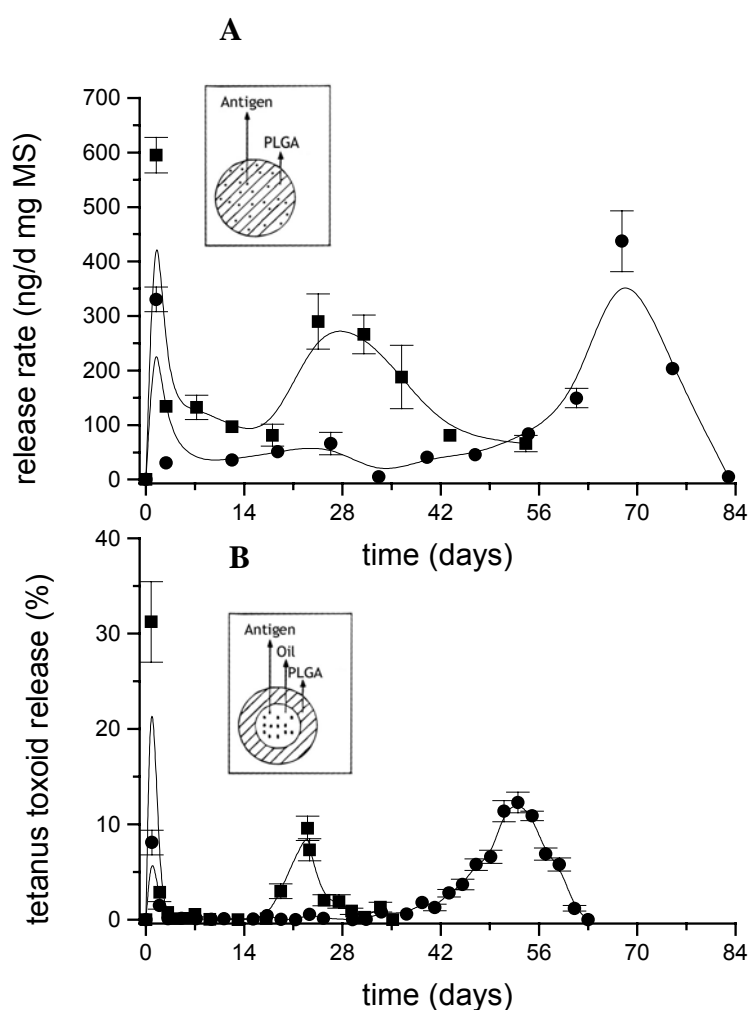 A
700
600
500
400
300
200
100
0
release rate (ng/d mg MS)
Antigen
PLGA
0 14 28 42 56 70 84
time (days)
B
40
30
20
10
0
tetanus toxoid release (%)
Antigen
Oil
PLGA
0 14 28 42 56 70 84
time (days)